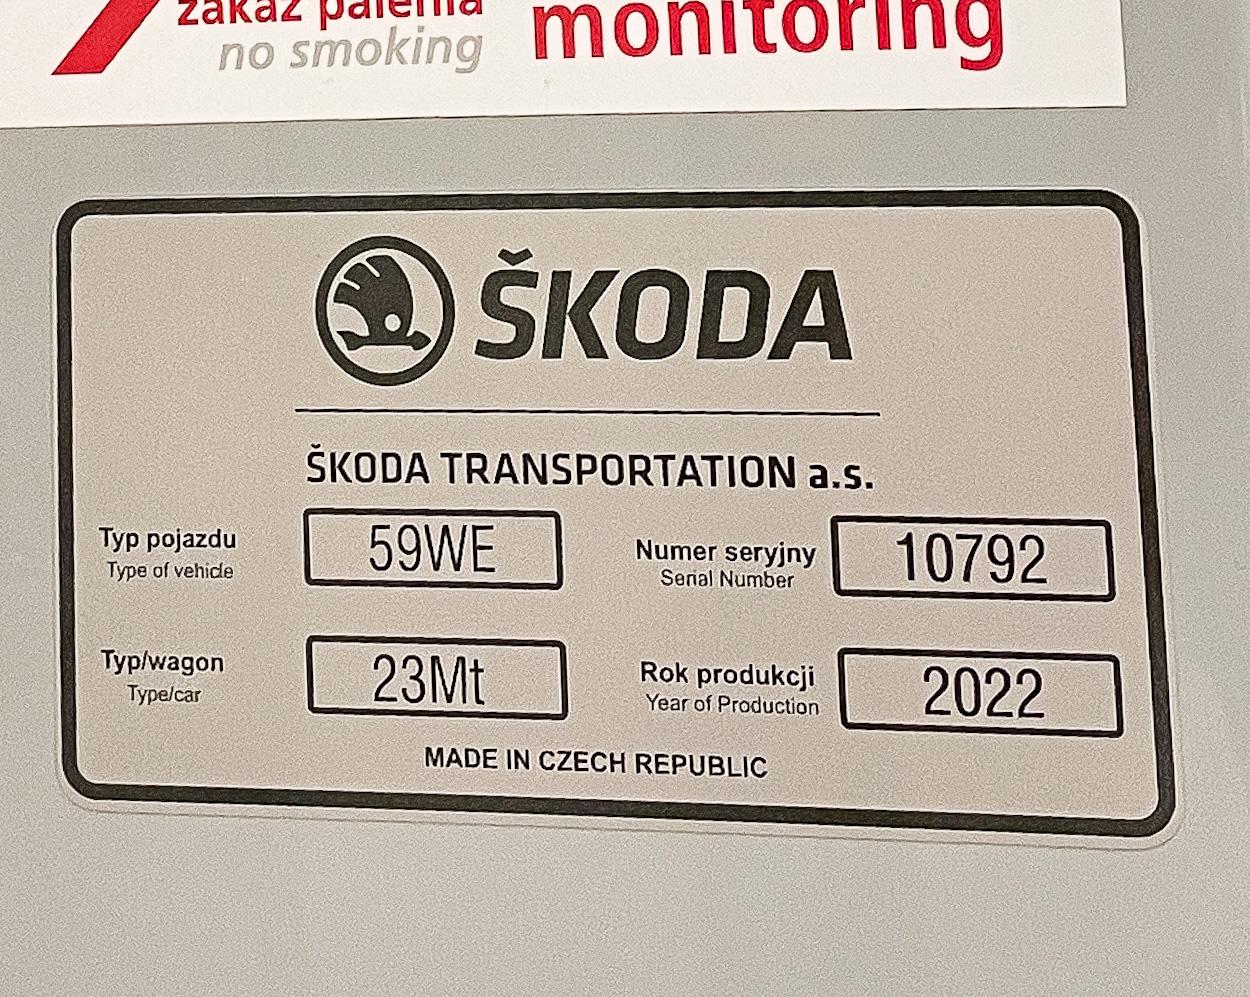 zakaz palenia
no smoking
monitoring
ŠKODA
ŠKODA TRANSPORTATION a.s.
Typ pojazdu
Type of vehicle
59WE
Numer seryjny
Serial Number
10792
Typ/wagon
Type/car
23Mt
Rok produkcji
Year of Production
2022
MADE IN CZECH REPUBLIC